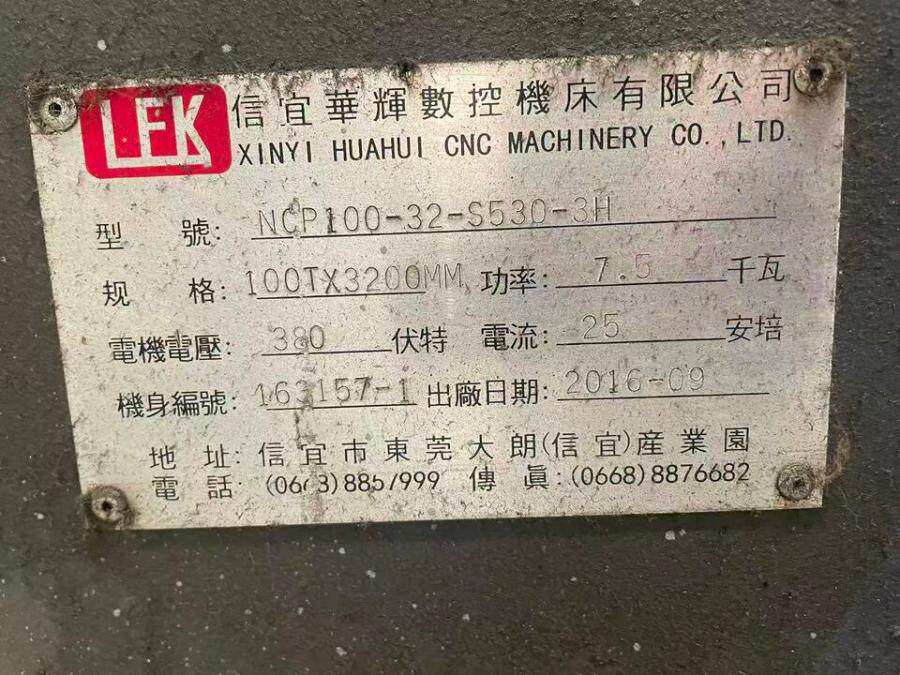 LFK 信宜華輝數控機床有限公司
XINYI HUAHUI CNC MACHINERY CO.,LTD.
型 號: NCP100-32-S530-3H
规 格: 100TX3200MM 功率: 7.5 千瓦
電機電壓: 380 伏特 電流: 25 安培
機身編號: 163157-1 出廠日期: 2016-09
地 址: 信宜市東莞大朗(信宜)産業園
電 話: (0668)8857999 傳 眞: (0668)8876682